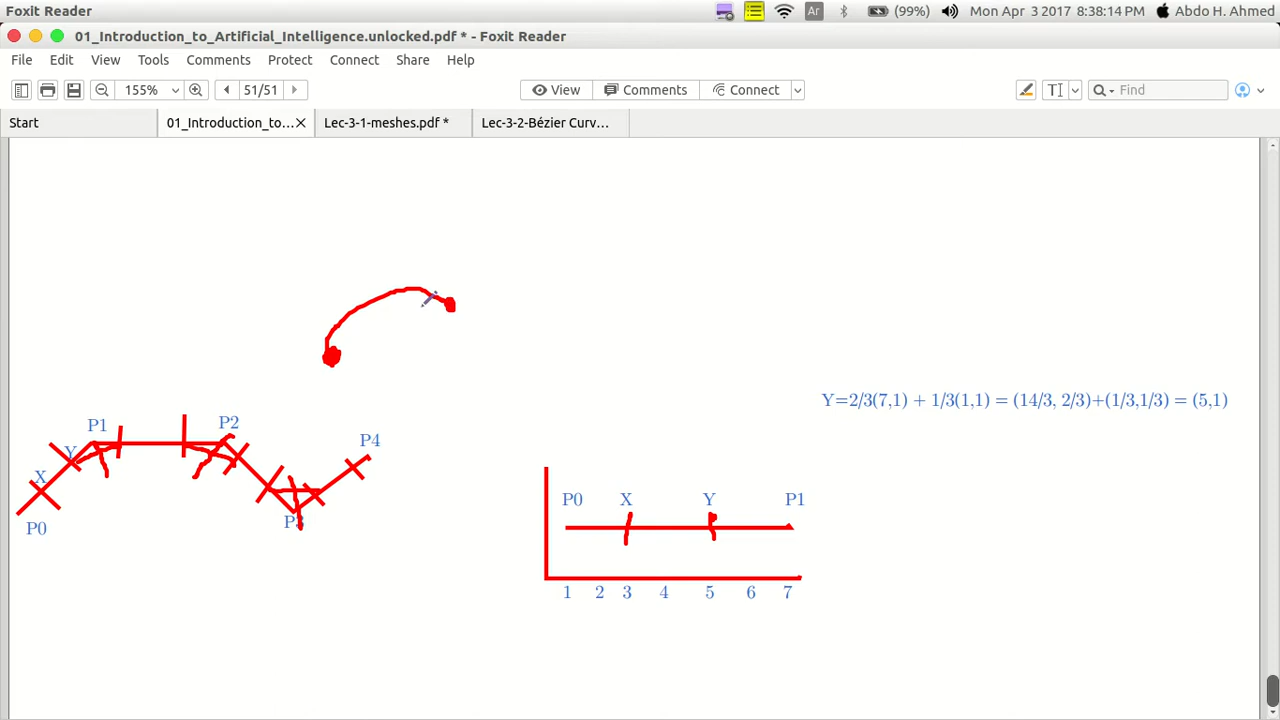 Foxit Reader Ar (99%) Mon Apr 3 2017 8:38:14 PM Abdo H. Ahmed
01_Introduction_to_Artificial_Intelligence.unlocked.pdf * - Foxit Reader
File Edit View Tools Comments Protect Connect Share Help
155% 51/51 View Comments Connect Find
Start 01_Introduction_to... Lec-3-1-meshes.pdf * Lec-3-2-Bézier Curv...
Y=2/3(7,1) + 1/3(1,1) = (14/3, 2/3)+(1/3,1/3) = (5,1)
P1 P2
P4
Y
X
P0 P3
P0 X Y P1
1 2 3 4 5 6 7